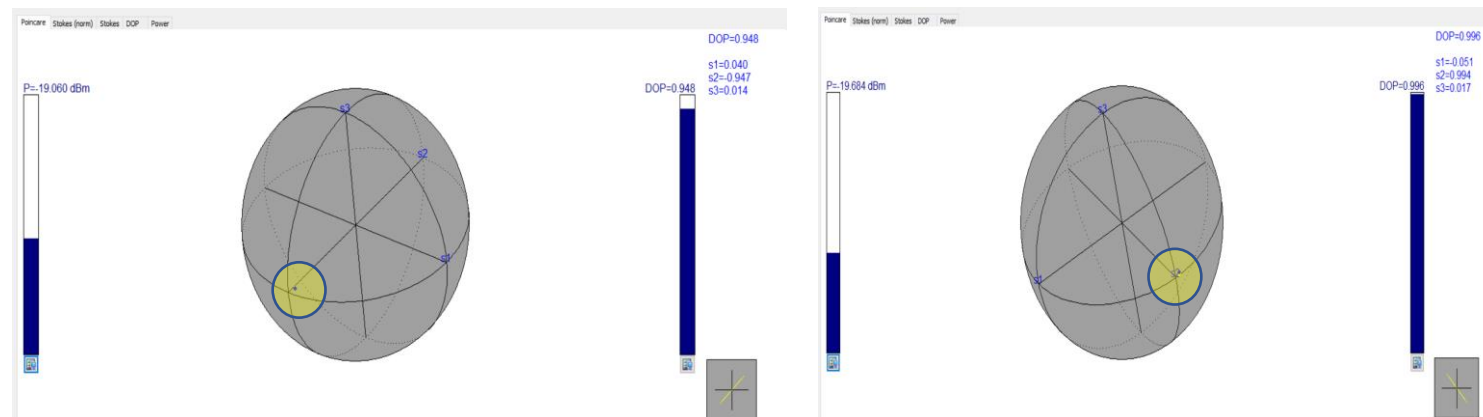 Poincare Stokes (norm) Stokes DOP Power
DOP=0.948
s1=0.040
s2=-0.947
s3=0.014
P=-19.060 dBm
DOP=0.948
s3
s2
s1
Poincare Stokes (norm) Stokes DOP Power
DOP=0.996
s1=-0.051
s2=0.994
s3=0.017
P=-19.684 dBm
DOP=0.996
s3
s1
s2